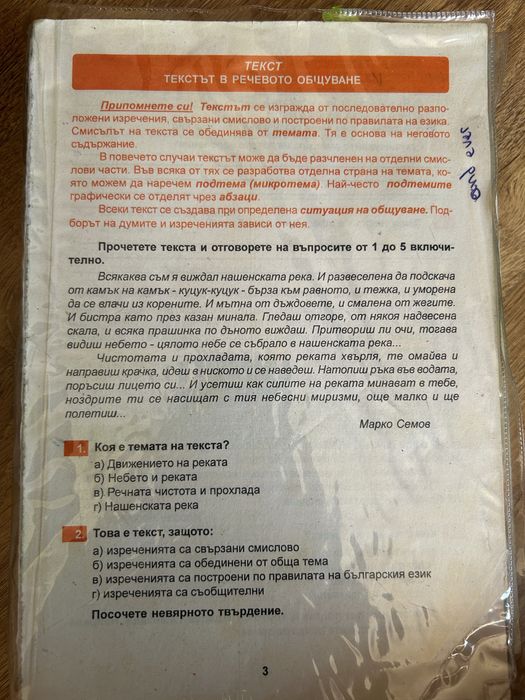 ТЕКСТ
ТЕКСТЪТ В РЕЧЕВОТО ОБЩУВАНЕ
Припомнете си! Текстът се изгражда от последователно разпо-
ложени изречения, свързани смислово и построени по правилата на езика.
Смисълът на текста се обединява от темата. Тя е основа на неговото
съдържание.
В повечето случаи текстът може да бъде разчленен на отделни смис-
лови части. Във всяка от тях се разработва отделна страна на темата, ко-
ято можем да наречем подтема (микротема). Най-често подтемите
графически се отделят чрез абзаци.
Всеки текст се създава при определена ситуация на общуване. Под-
борът на думите и изреченията зависи от нея.
Прочетете текста и отговорете на въпросите от 1 до 5 включи-
телно.
Всякаква съм я виждал нашенската река. И развеселена да подскача
от камък на камък - куцук-куцук - бърза към равното, и тежка, и уморена
да се влачи из корените. И мътна от дъждовете, и смалена от жегите.
И бистра като през казан минала. Гледаш отгоре, от някоя надвесена
скала, и всяка прашинка по дъното виждаш. Притвориш ли очи, тогава
видиш небето - цялото небе се събрало в нашенската река...
Чистотата и прохладата, която реката хвърля, те омайва и
направиш крачка, идеш в ниското и се наведеш. Натопиш ръка във водата,
поръсиш лицето си... И усетиш как силите на реката минават в тебе,
ноздрите ти се насищат с тия небесни миризми, още малко и ще
полетиш...
Марко Семов
1. Коя е темата на текста?
а) Движението на реката
б) Небето и реката
в) Речната чистота и прохлада
г) Нашенската река
2. Това е текст, защото:
а) изреченията са свързани смислово
б) изреченията са обединени от обща тема
в) изреченията са построени по правилата на българския език
г) изреченията са съобщителни
Посочете невярното твърдение.
3